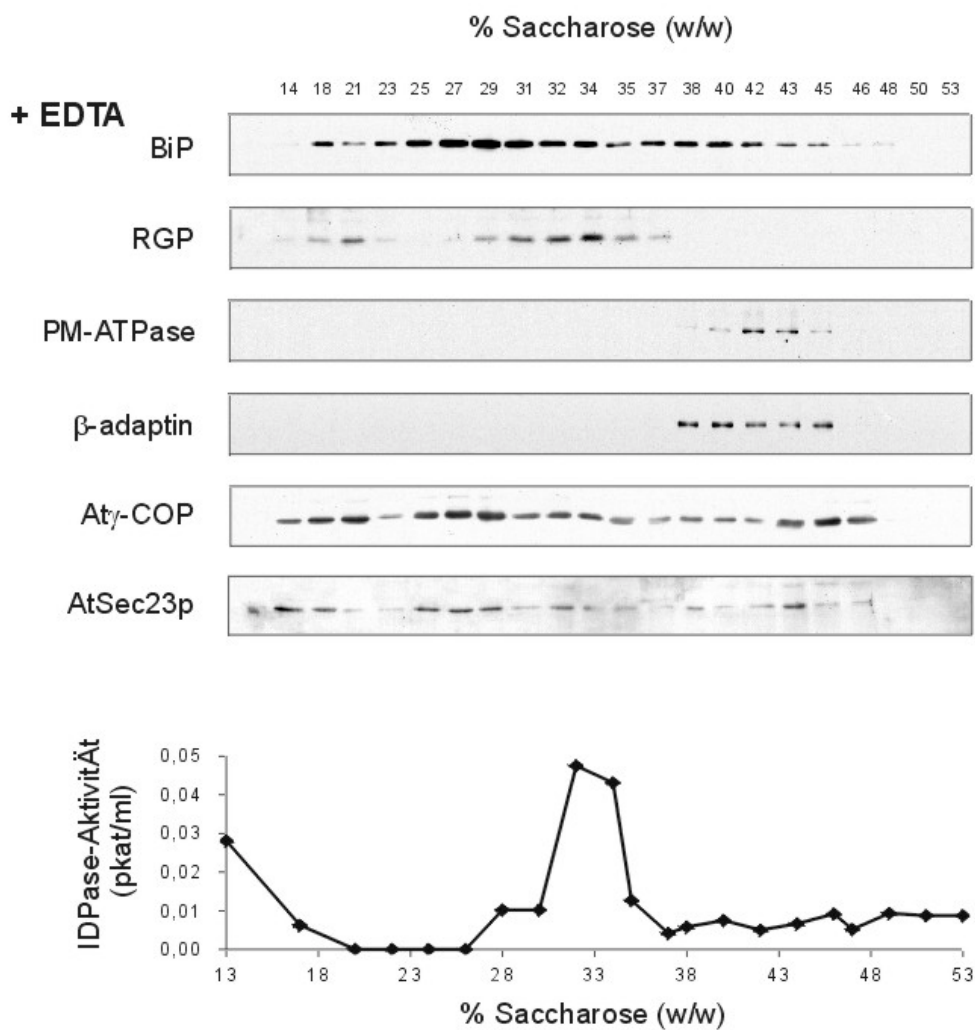 % Saccharose (w/w)
14 18 21 23 25 27 29 31 32 34 35 37 38 40 42 43 45 46 48 50 53
+ EDTA
BiP
RGP
PM-ATPase
β-adaptin
Atγ-COP
AtSec23p
IDPase-AktivitÄt
(pkat/ml)
0,05
0,04
0,03
0,02
0,01
0,00
13 18 23 28 33 38 43 48 53
% Saccharose (w/w)